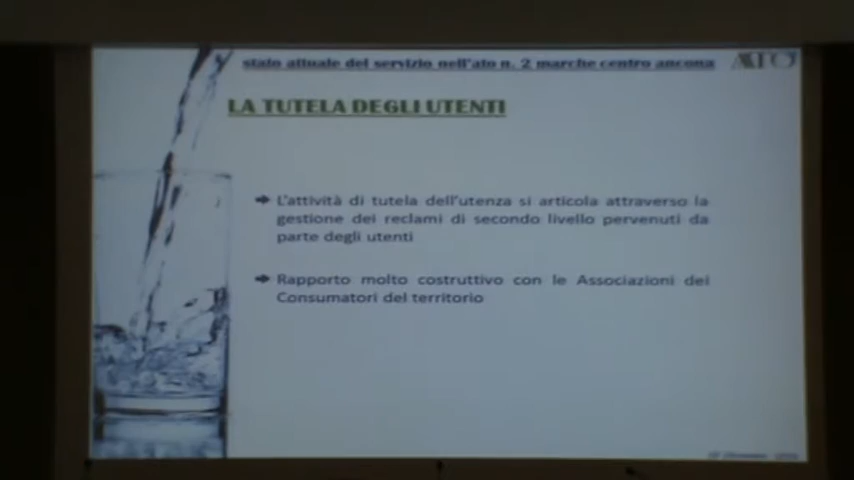 stato attuale del servizio nell'ato n. 2 marche centro ancona
ATO
LA TUTELA DEGLI UTENTI
L'attività di tutela dell'utenza si articola attraverso la
gestione dei reclami di secondo livello pervenuti da
parte degli utenti
Rapporto molto costruttivo con le Associazioni dei
Consumatori del territorio